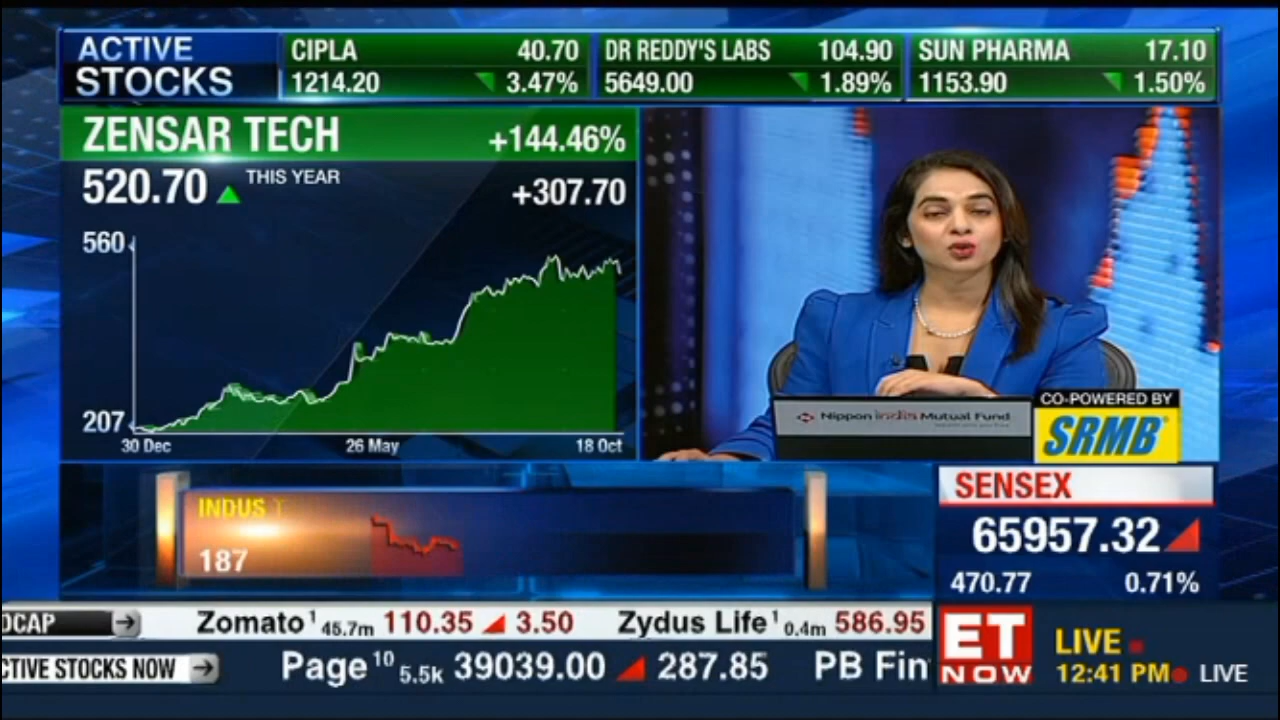 ACTIVE
STOCKS
CIPLA 40.70
1214.20 3.47%
DR REDDY'S LABS 104.90
5649.00 1.89%
SUN PHARMA 17.10
1153.90 1.50%
ZENSAR TECH +144.46%
520.70 THIS YEAR +307.70
560
207
30 Dec 26 May 18 Oct
Nippon india Mutual Fund
CO-POWERED BY
SRMB
INDUS
187
SENSEX
65957.32
470.77 0.71%
DCAP Zomato 1 45.7m 110.35 3.50 Zydus Life 1 0.4m 586.95
CTIVE STOCKS NOW Page 10 5.5k 39039.00 287.85 PB Fin
ET
NOW
LIVE
12:41 PM LIVE